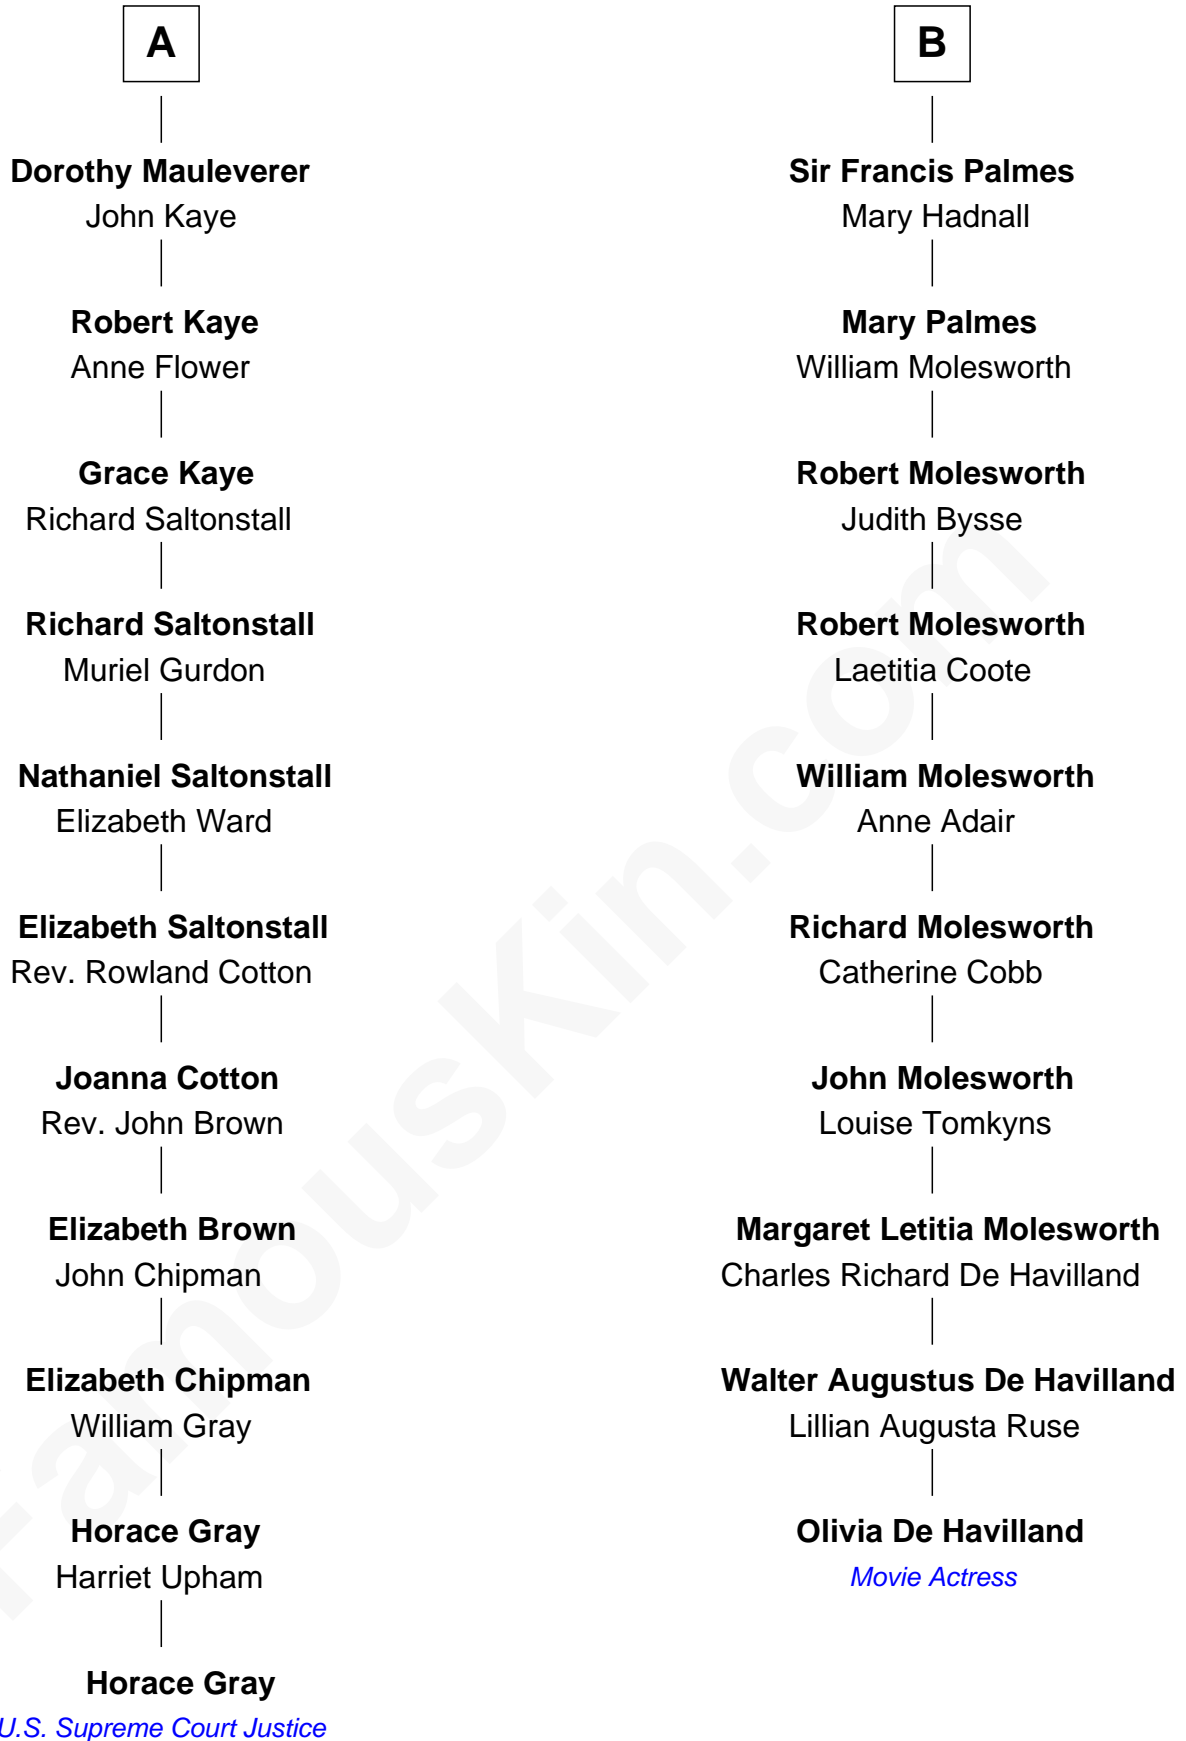 A
Dorothy Mauleverer
John Kaye
Robert Kaye
Anne Flower
Grace Kaye
Richard Saltonstall
Richard Saltonstall
Muriel Gurdon
Nathaniel Saltonstall
Elizabeth Ward
Elizabeth Saltonstall
Rev. Rowland Cotton
Joanna Cotton
Rev. John Brown
Elizabeth Brown
John Chipman
Elizabeth Chipman
William Gray
Horace Gray
Harriet Upham
Horace Gray
U.S. Supreme Court Justice
B
Sir Francis Palmes
Mary Hadnall
Mary Palmes
William Molesworth
Robert Molesworth
Judith Bysse
Robert Molesworth
Laetitia Coote
William Molesworth
Anne Adair
Richard Molesworth
Catherine Cobb
John Molesworth
Louise Tomkyns
Margaret Letitia Molesworth
Charles Richard De Havilland
Walter Augustus De Havilland
Lillian Augusta Ruse
Olivia De Havilland
Movie Actress
FamousKin.com